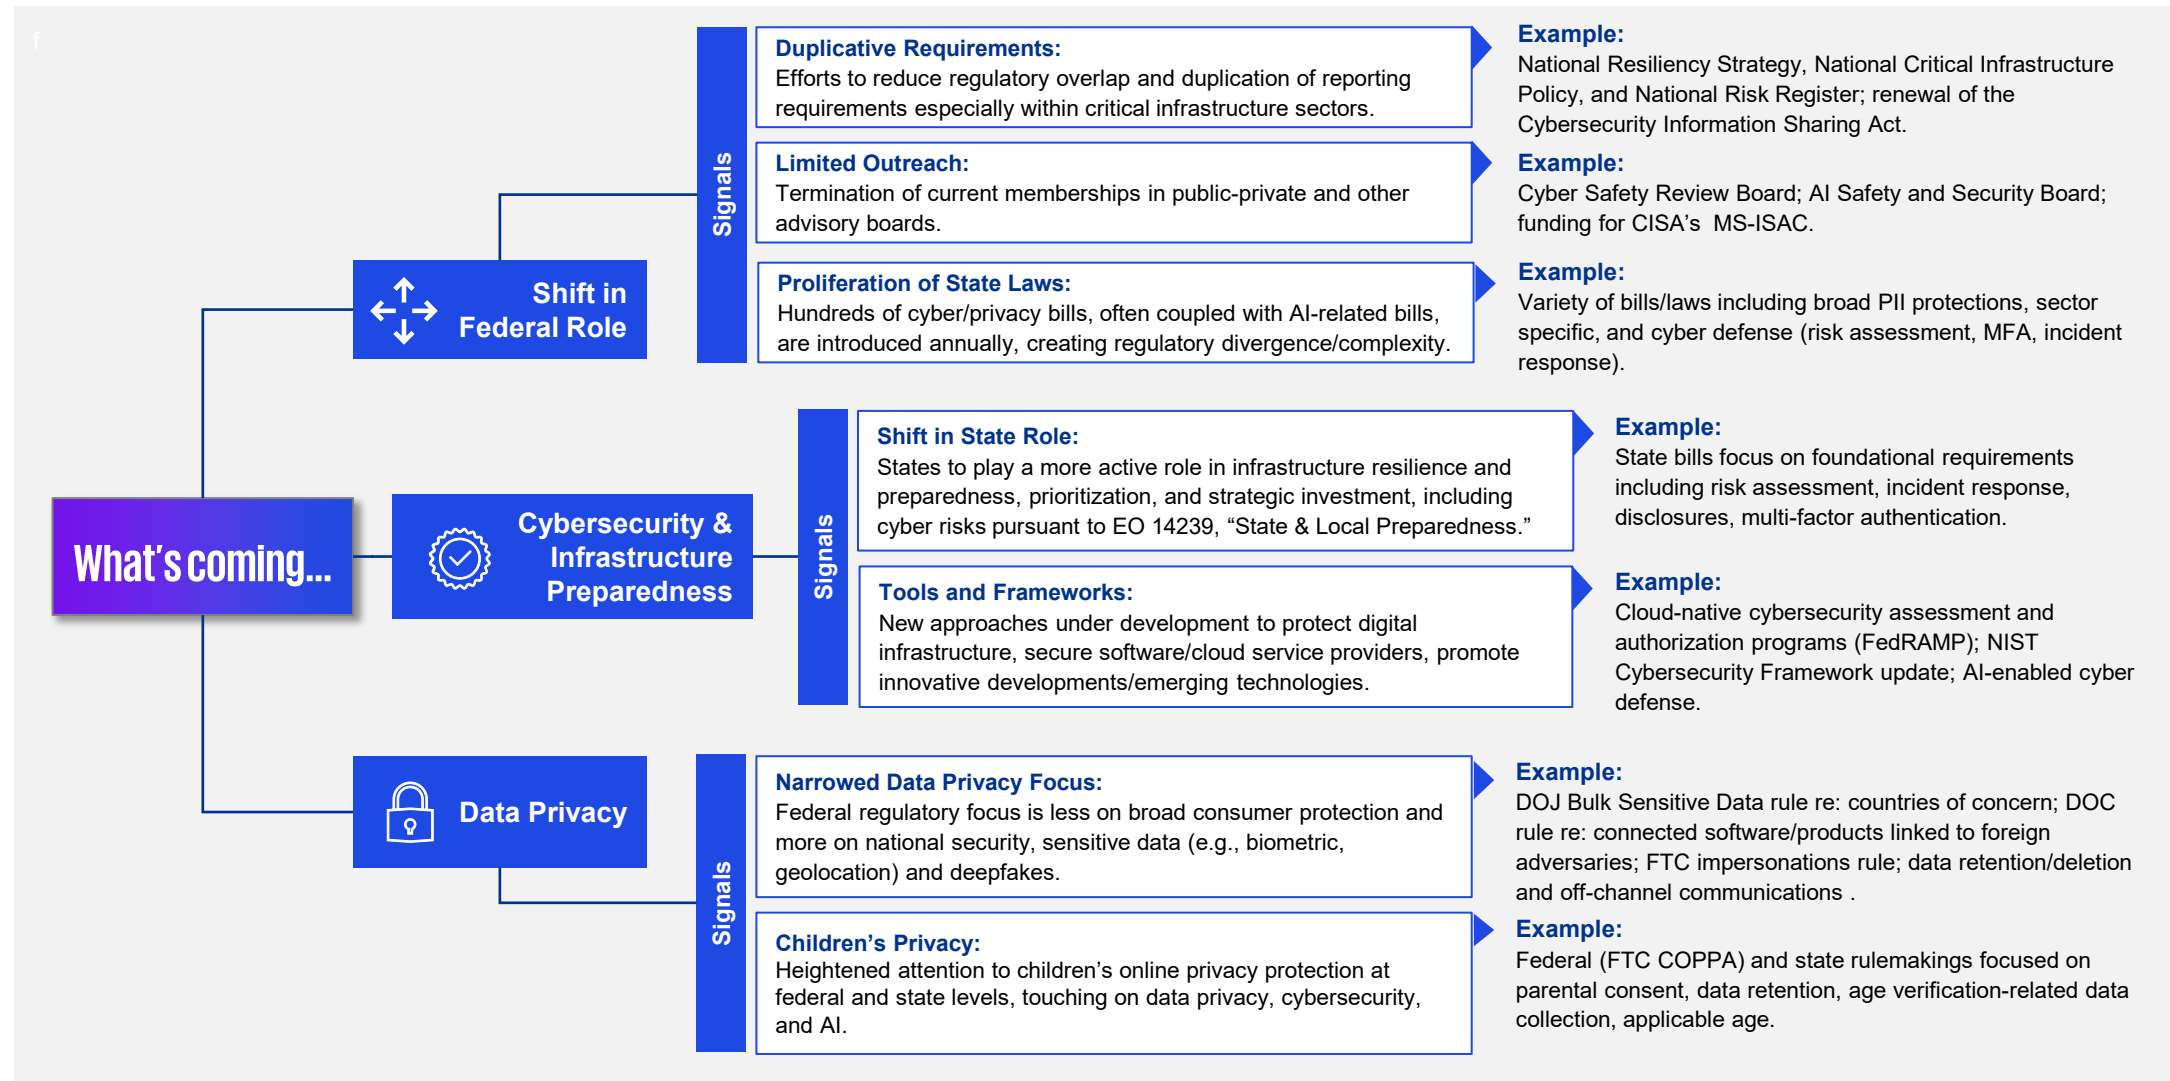 f
What's coming...
Shift in
Federal Role
Signals
Duplicative Requirements:
Efforts to reduce regulatory overlap and duplication of reporting
requirements especially within critical infrastructure sectors.
Example:
National Resiliency Strategy, National Critical Infrastructure
Policy, and National Risk Register; renewal of the
Cybersecurity Information Sharing Act.
Limited Outreach:
Termination of current memberships in public-private and other
advisory boards.
Example:
Cyber Safety Review Board; AI Safety and Security Board;
funding for CISA’s  MS-ISAC.
Proliferation of State Laws:
Hundreds of cyber/privacy bills, often coupled with AI-related bills,
are introduced annually, creating regulatory divergence/complexity.
Example:
Variety of bills/laws including broad PII protections, sector
specific, and cyber defense (risk assessment, MFA, incident
response).
Cybersecurity &
Infrastructure
Preparedness
Signals
Shift in State Role:
States to play a more active role in infrastructure resilience and
preparedness, prioritization, and strategic investment, including
cyber risks pursuant to EO 14239, “State & Local Preparedness.”
Example:
State bills focus on foundational requirements
including risk assessment, incident response,
disclosures, multi-factor authentication.
Tools and Frameworks:
New approaches under development to protect digital
infrastructure, secure software/cloud service providers, promote
innovative developments/emerging technologies.
Example:
Cloud-native cybersecurity assessment and
authorization programs (FedRAMP); NIST
Cybersecurity Framework update; AI-enabled cyber
defense.
Data Privacy
Signals
Narrowed Data Privacy Focus:
Federal regulatory focus is less on broad consumer protection and
more on national security, sensitive data (e.g., biometric,
geolocation) and deepfakes.
Example:
DOJ Bulk Sensitive Data rule re: countries of concern; DOC
rule re: connected software/products linked to foreign
adversaries; FTC impersonations rule; data retention/deletion
and off-channel communications .
Children’s Privacy:
Heightened attention to children’s online privacy protection at
federal and state levels, touching on data privacy, cybersecurity,
and AI.
Example:
Federal (FTC COPPA) and state rulemakings focused on
parental consent, data retention, age verification-related data
collection, applicable age.